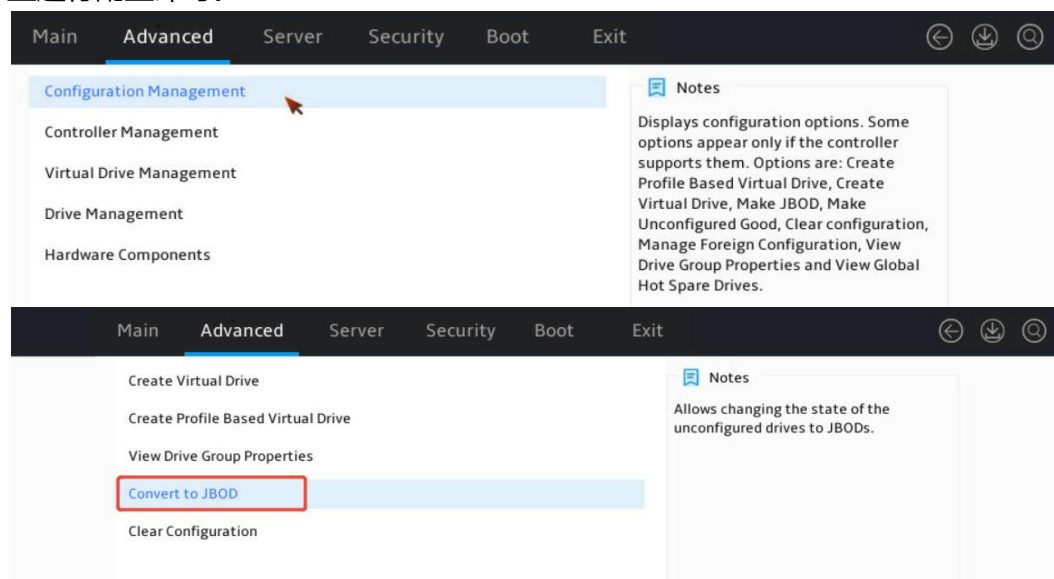 Main Advanced Server Security Boot Exit
Configuration Management
Controller Management
Virtual Drive Management
Drive Management
Hardware Components
Notes
Displays configuration options. Some
options appear only if the controller
supports them. Options are: Create
Profile Based Virtual Drive, Create
Virtual Drive, Make JBOD, Make
Unconfigured Good, Clear configuration,
Manage Foreign Configuration, View
Drive Group Properties and View Global
Hot Spare Drives.
Main Advanced Server Security Boot Exit
Create Virtual Drive
Create Profile Based Virtual Drive
View Drive Group Properties
Convert to JBOD
Clear Configuration
Notes
Allows changing the state of the
unconfigured drives to JBODs.